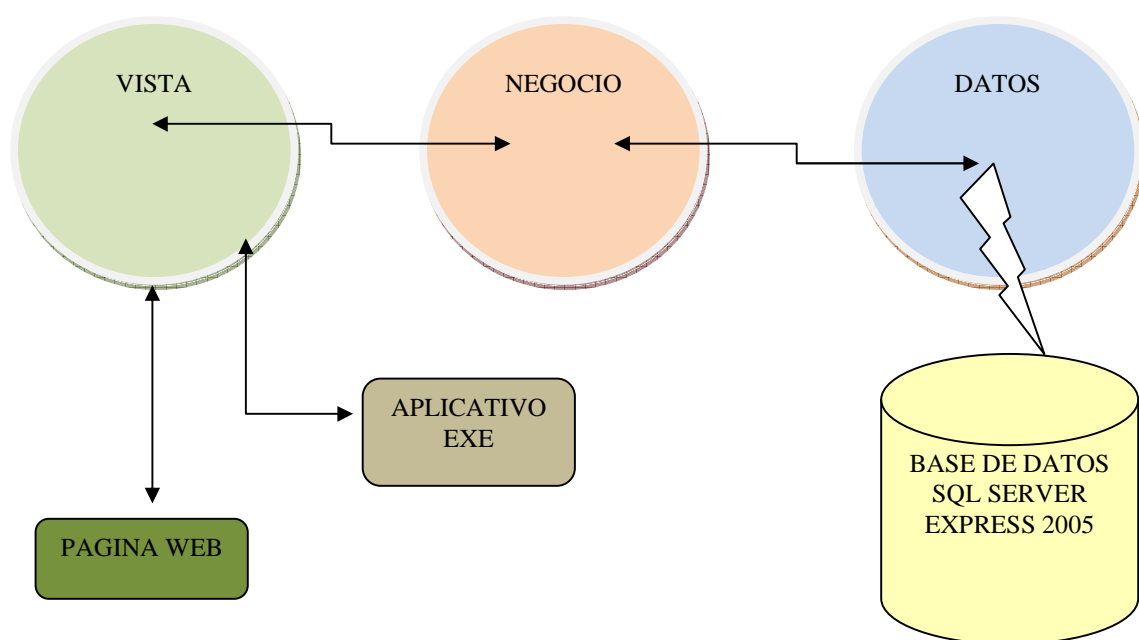 VISTA
NEGOCIO
DATOS
APLICATIVO
EXE
PAGINA WEB
BASE DE DATOS
SQL SERVER
EXPRESS 2005